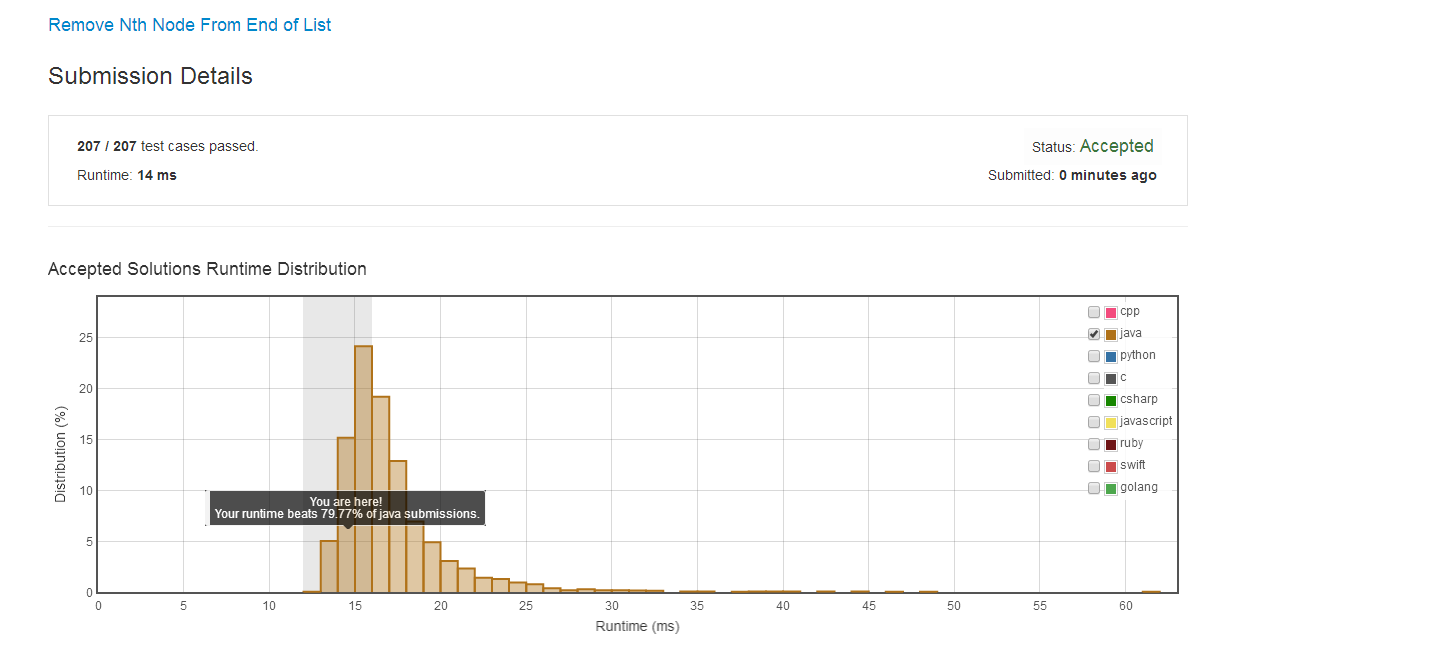 Remove Nth Node From End of List
Submission Details
207 / 207 test cases passed.
Status: Accepted
Runtime: 14 ms
Submitted: 0 minutes ago
Accepted Solutions Runtime Distribution
cpp
java
python
c
csharp
javascript
ruby
swift
golang
25
20
15
10
5
0
Distribution (%)
You are here!
Your runtime beats 79.77% of java submissions.
0 5 10 15 20 25 30 35 40 45 50 55 60
Runtime (ms)